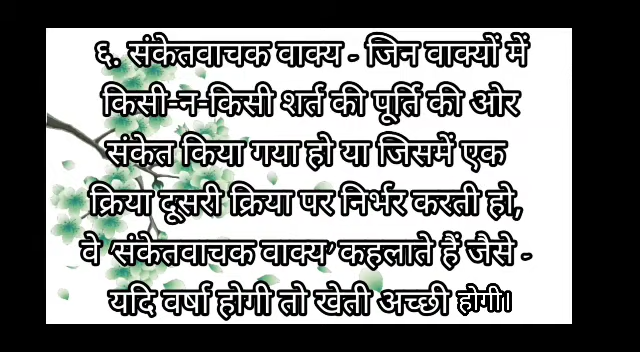 ६. संकेतवाचक वाक्य - जिन वाक्यों में
किसी-न-किसी शर्त की पूर्ति की ओर
संकेत किया गया हो या जिसमें एक
क्रिया दूसरी क्रिया पर निर्भर करती हो,
वे 'संकेतवाचक वाक्य' कहलाते हैं जैसे -
यदि वर्षा होगी तो खेती अच्छी होगी।